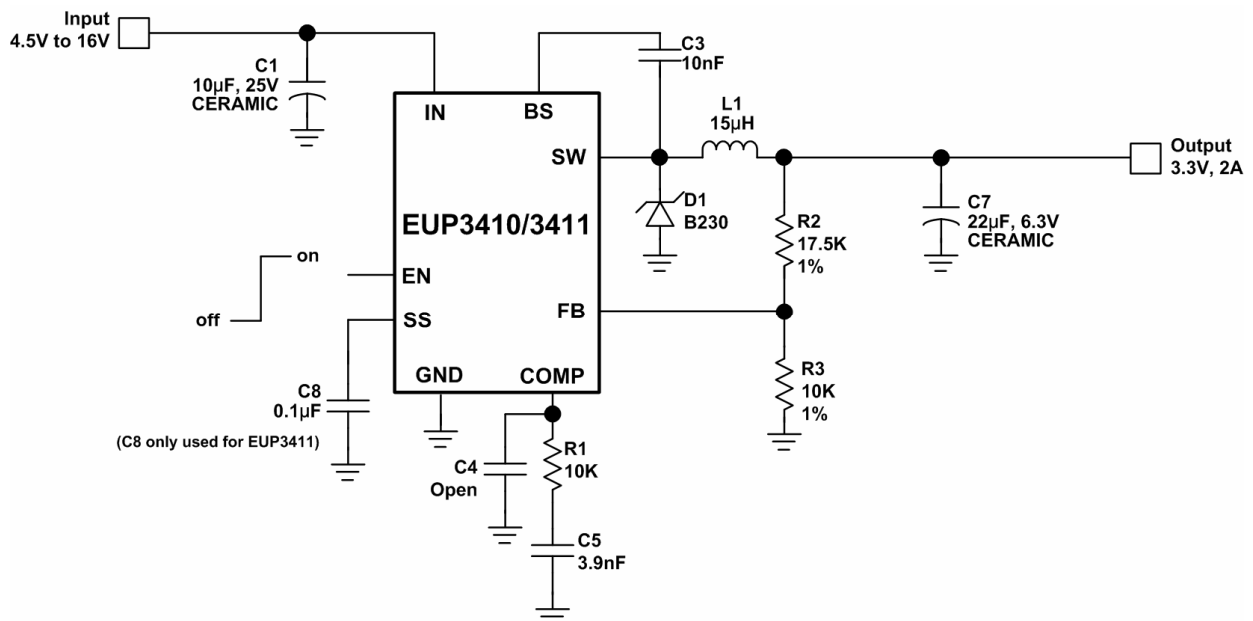 Input
4.5V to 16V
C1
10µF, 25V
CERAMIC
C3
10nF
IN
BS
L1
15µH
SW
Output
3.3V, 2A
D1
B230
C7
22µF, 6.3V
CERAMIC
EUP3410/3411
R2
17.5K
1%
on
EN
off
SS
FB
GND
COMP
R3
10K
1%
C8
0.1µF
(C8 only used for EUP3411)
R1
10K
C4
Open
C5
3.9nF